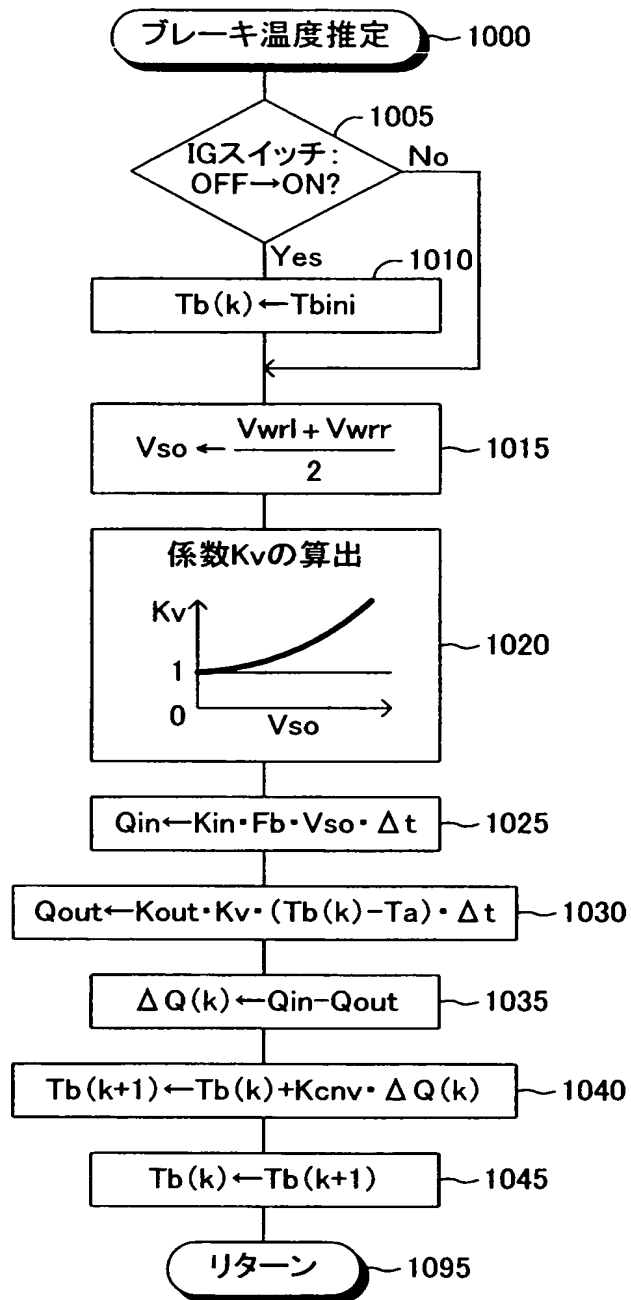 ブレーキ温度推定
1000
1005
IGスイッチ:
OFF→ON?
No
Yes
1010
Tb(k)←Tbini
Vso ← (Vwrl + Vwrr) / 2
1015
係数Kvの算出
Kv
1
0
Vso
1020
Qin←Kin・Fb・Vso・Δt
1025
Qout←Kout・Kv・(Tb(k)-Ta)・Δt
1030
ΔQ(k)←Qin-Qout
1035
Tb(k+1)←Tb(k)+Kcnv・ΔQ(k)
1040
Tb(k)←Tb(k+1)
1045
リターン
1095